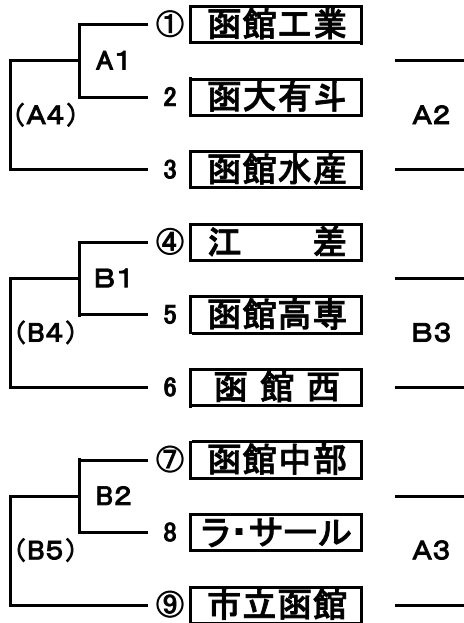 ① 函館工業
A1
2 函大有斗
(A4)
A2
3 函館水産
④ 江 差
B1
5 函館高専
(B4)
B3
6 函館西
⑦ 函館中部
B2
8 ラ・サール
(B5)
A3
⑨ 市立函館